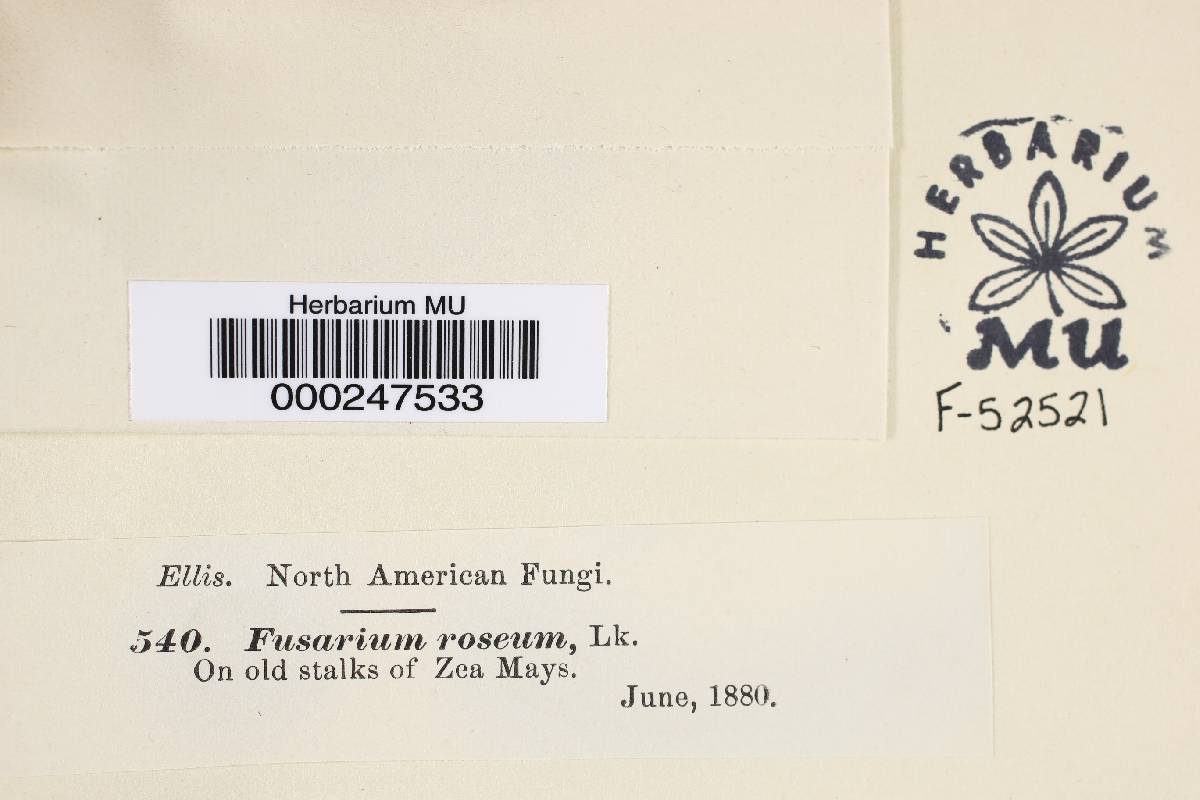 Herbarium MU
000247533
HERBARIUM
MU
F-52521
Ellis. North American Fungi.
540. Fusarium roseum, Lk.
On old stalks of Zea Mays.
June, 1880.